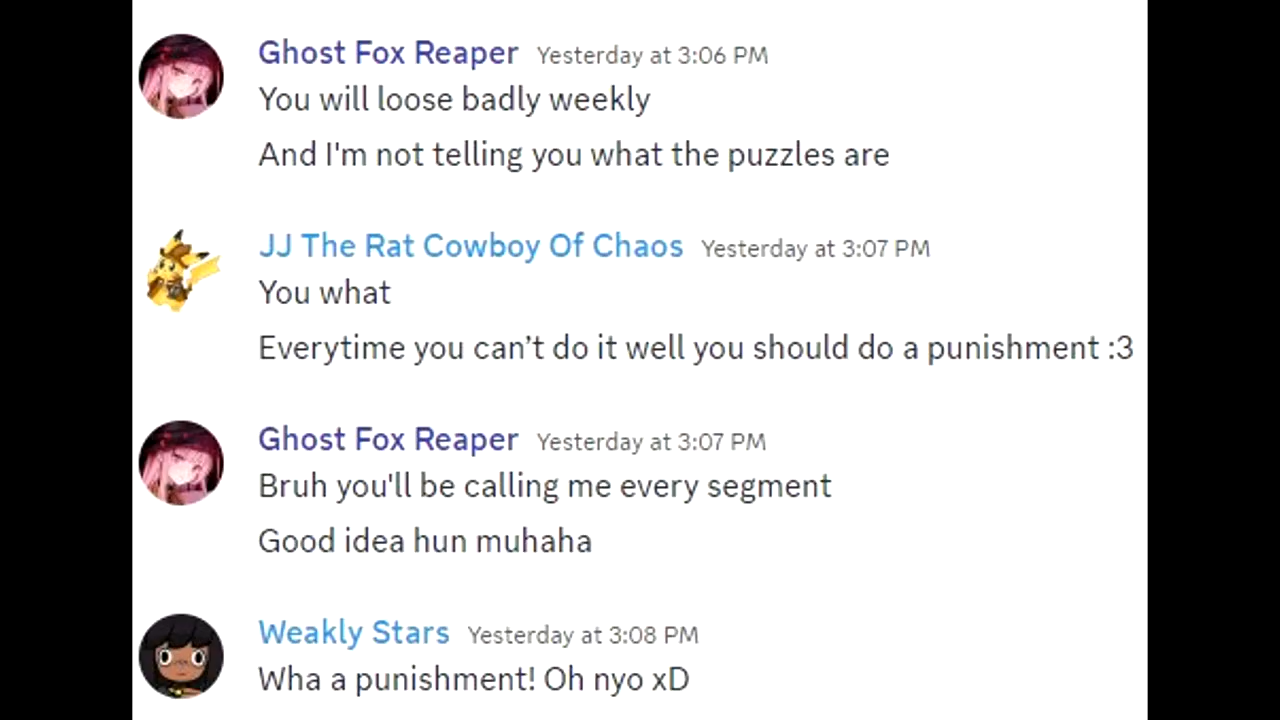 Ghost Fox Reaper Yesterday at 3:06 PM
You will loose badly weekly
And I'm not telling you what the puzzles are
JJ The Rat Cowboy Of Chaos Yesterday at 3:07 PM
You what
Everytime you can’t do it well you should do a punishment :3
Ghost Fox Reaper Yesterday at 3:07 PM
Bruh you'll be calling me every segment
Good idea hun muhaha
Weakly Stars Yesterday at 3:08 PM
Wha a punishment! Oh nyo xD